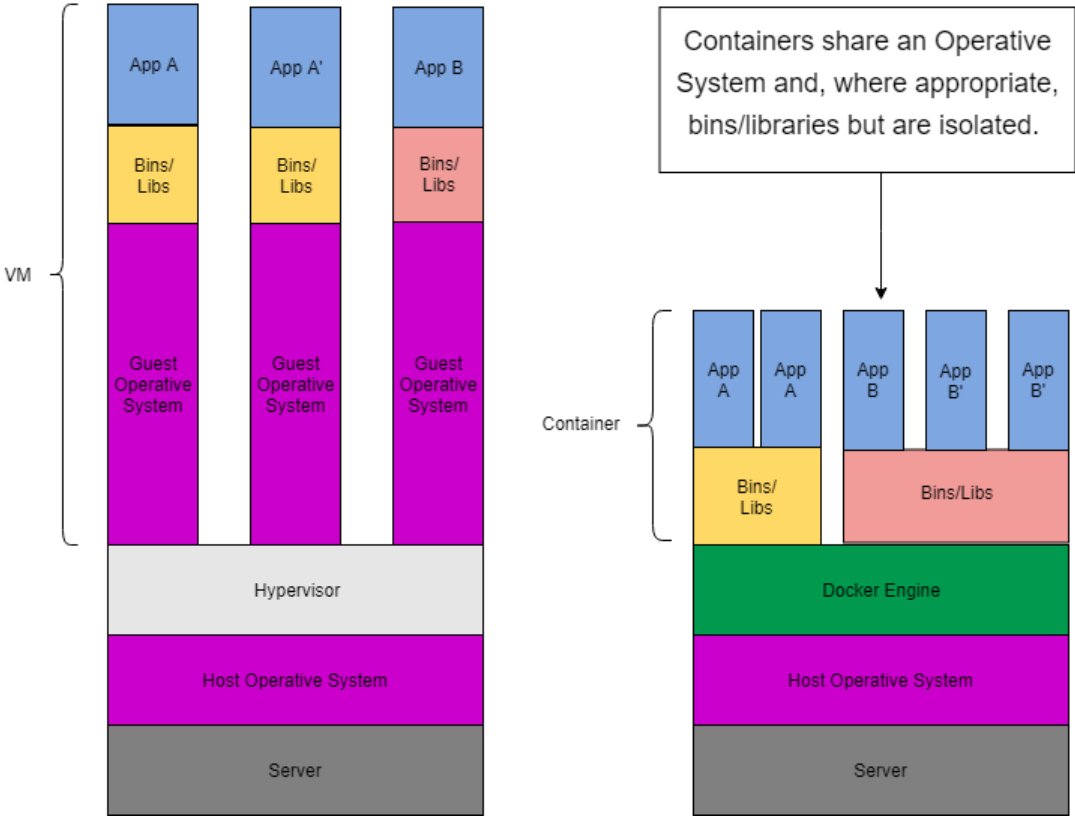 App A
App A'
App B
Bins/
Libs
Bins/
Libs
Bins/
Libs
VM
Guest
Operative
System
Guest
Operative
System
Guest
Operative
System
Hypervisor
Host Operative System
Server
Containers share an Operative
System and, where appropriate,
bins/libraries but are isolated.
Container
App
A
App
A
App
B
App
B'
App
B'
Bins/
Libs
Bins/Libs
Docker Engine
Host Operative System
Server